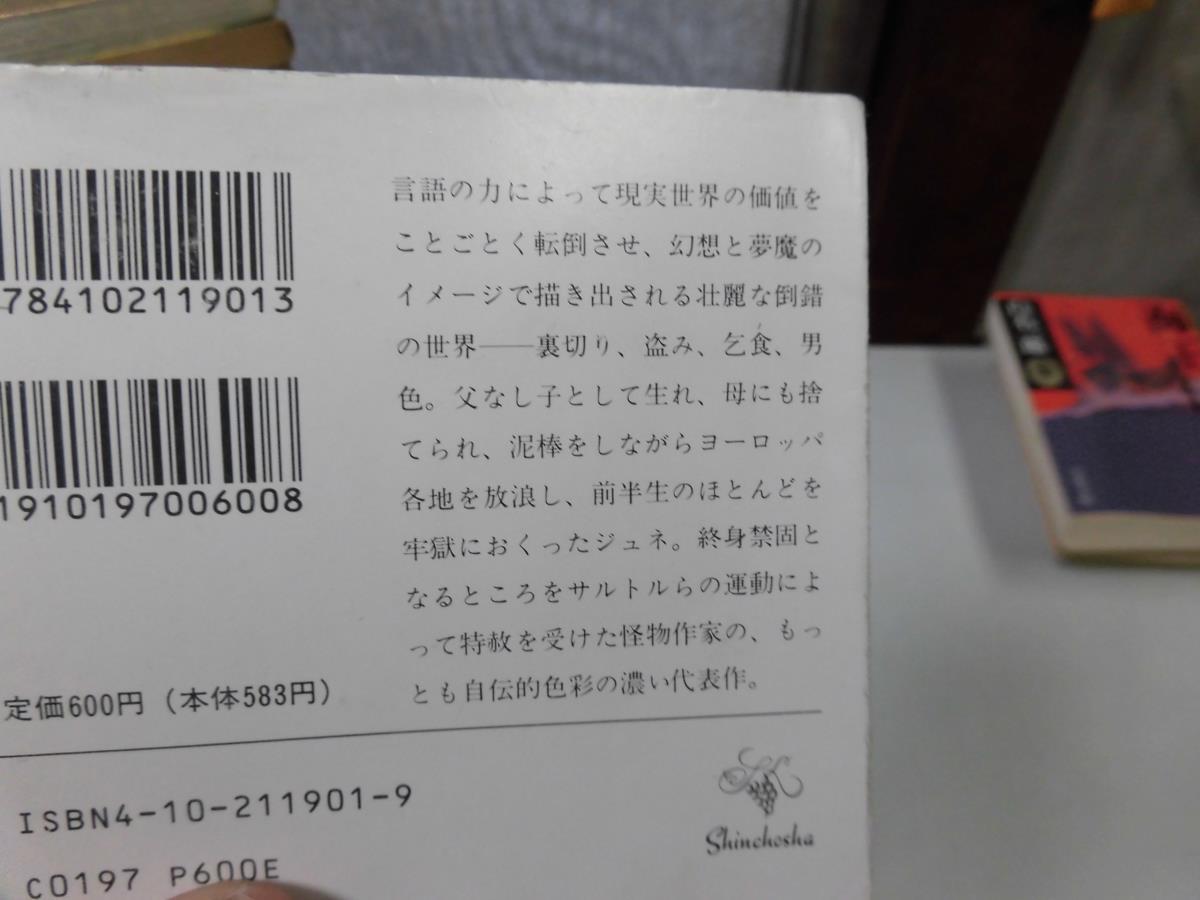 784102119013
1910197006008
定価600円（本体583円）
言語の力によって現実世界の価値を
ことごとく転倒させ、幻想と夢魔の
イメージで描き出される壮麗な倒錯
の世界――裏切り、盗み、乞食、男
色。父なし子として生れ、母にも捨
てられ、泥棒をしながらヨーロッパ
各地を放浪し、前半生のほとんどを
牢獄におくったジュネ。終身禁固と
なるところをサルトルらの運動によ
って特赦を受けた怪物作家の、もっ
とも自伝的色彩の濃い代表作。
ISBN4-10-211901-9
C0197 P600E
Shinchosha